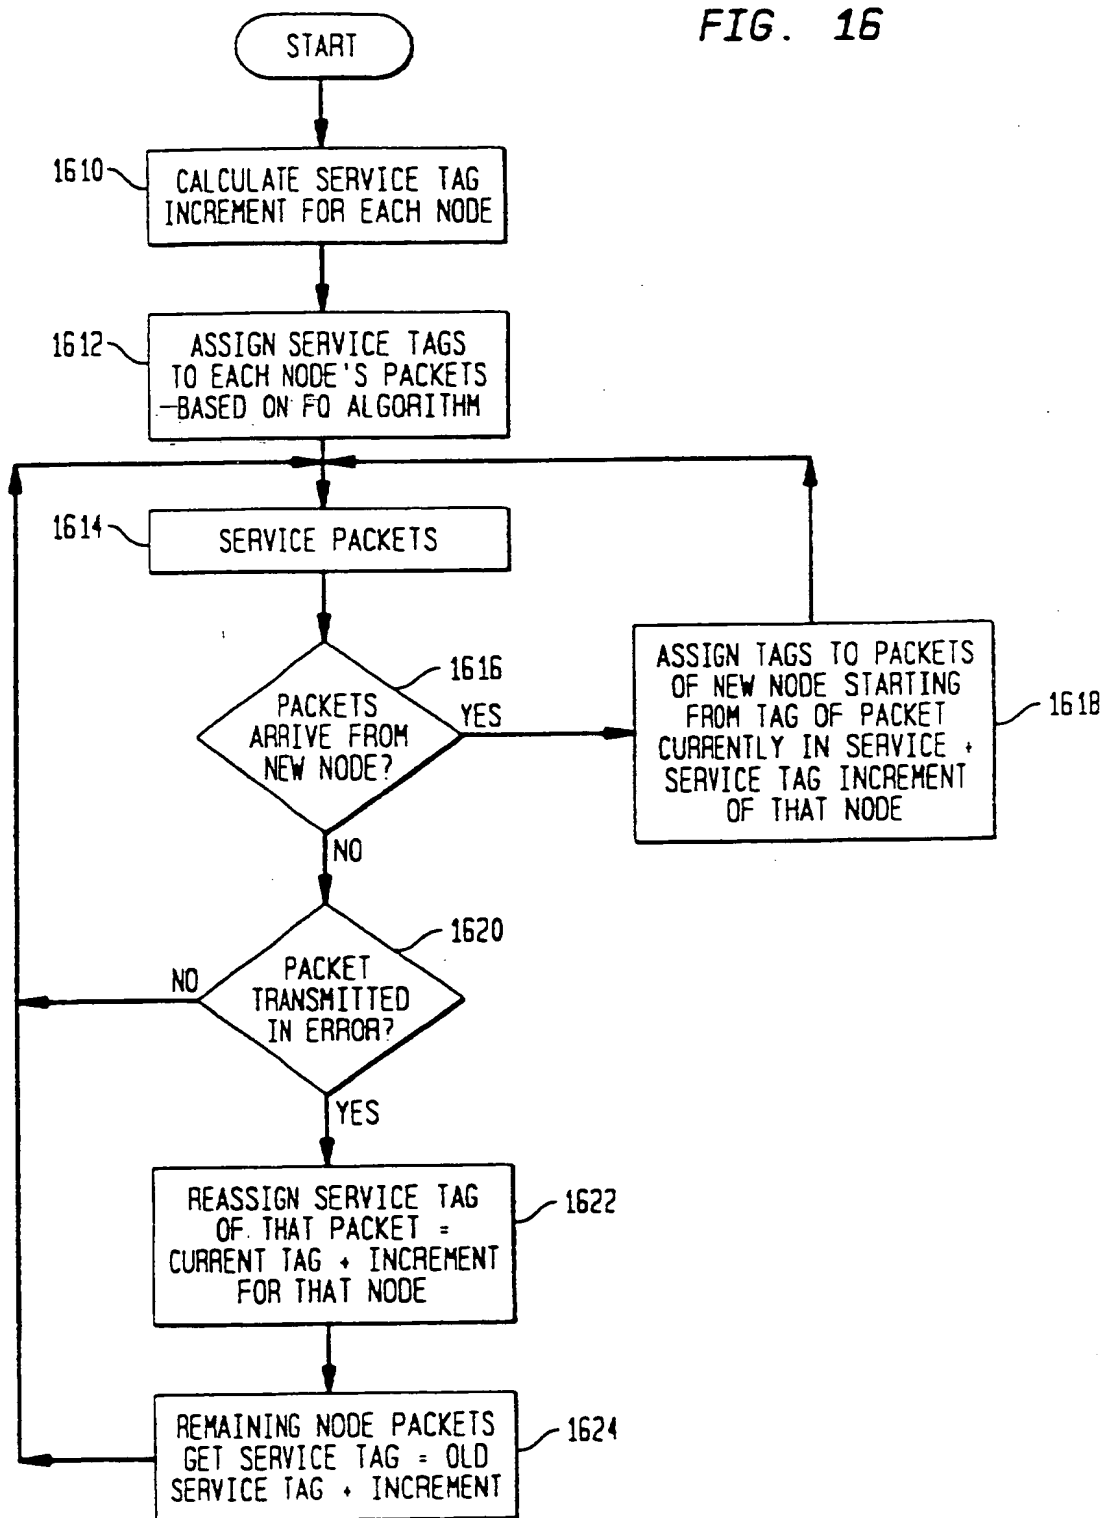 FIG. 16
START
1610
CALCULATE SERVICE TAG
INCREMENT FOR EACH NODE
1612
ASSIGN SERVICE TAGS
TO EACH NODE'S PACKETS
BASED ON FQ ALGORITHM
1614
SERVICE PACKETS
1616
PACKETS
ARRIVE FROM
NEW NODE?
YES
ASSIGN TAGS TO PACKETS
OF NEW NODE STARTING
FROM TAG OF PACKET
CURRENTLY IN SERVICE +
SERVICE TAG INCREMENT
OF THAT NODE
1618
NO
1620
PACKET
TRANSMITTED
IN ERROR?
NO
YES
REASSIGN SERVICE TAG
OF THAT PACKET =
CURRENT TAG + INCREMENT
FOR THAT NODE
1622
REMAINING NODE PACKETS
GET SERVICE TAG = OLD
SERVICE TAG + INCREMENT
1624